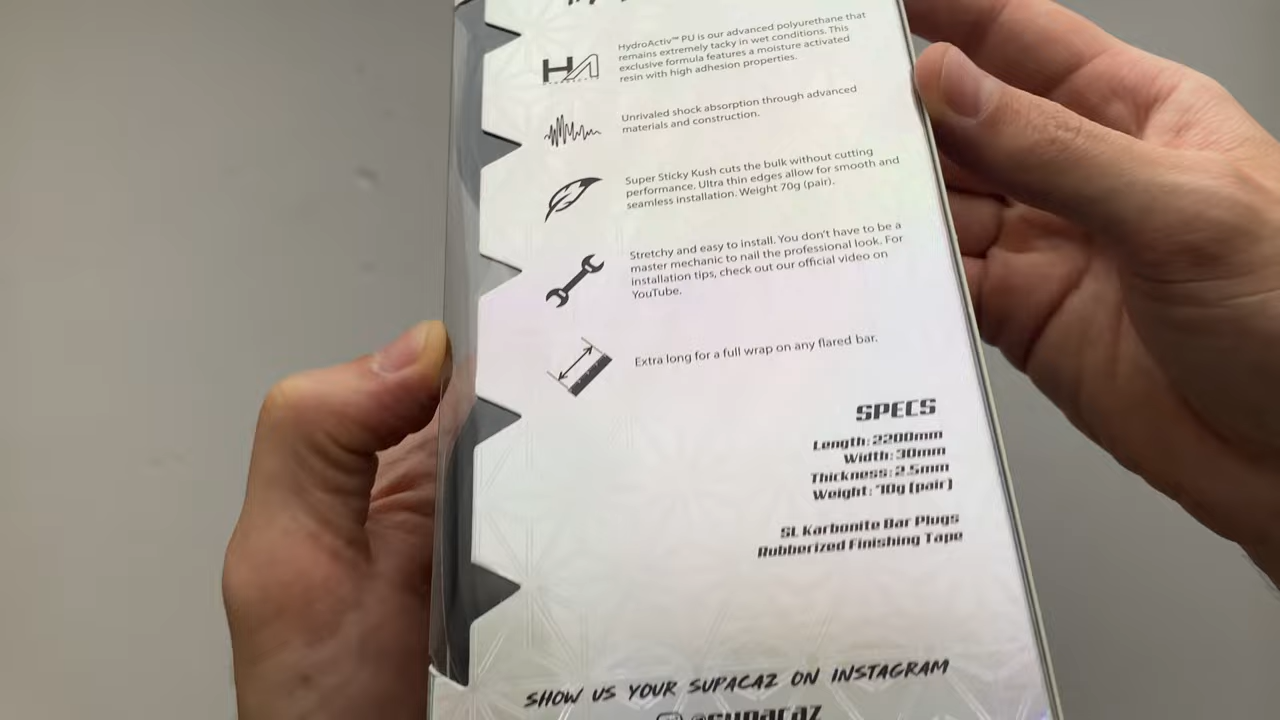 HydroActiv™ PU is our advanced polyurethane that
remains extremely tacky in wet conditions. This
exclusive formula features a moisture activated
resin with high adhesion properties.
HA
Unrivaled shock absorption through advanced
materials and construction.
Super Sticky Kush cuts the bulk without cutting
performance. Ultra thin edges allow for smooth and
seamless installation. Weight 70g (pair).
Stretchy and easy to install. You don't have to be a
master mechanic to nail the professional look. For
installation tips, check out our official video on
YouTube.
Extra long for a full wrap on any flared bar.
SPECS
Length: 2200mm
Width: 30mm
Thickness: 2.5mm
Weight: 70g (pair)
SL Karbonite Bar Plugs
Rubberized Finishing Tape
SHOW US YOUR SUPACAZ ON INSTAGRAM
@supacaz